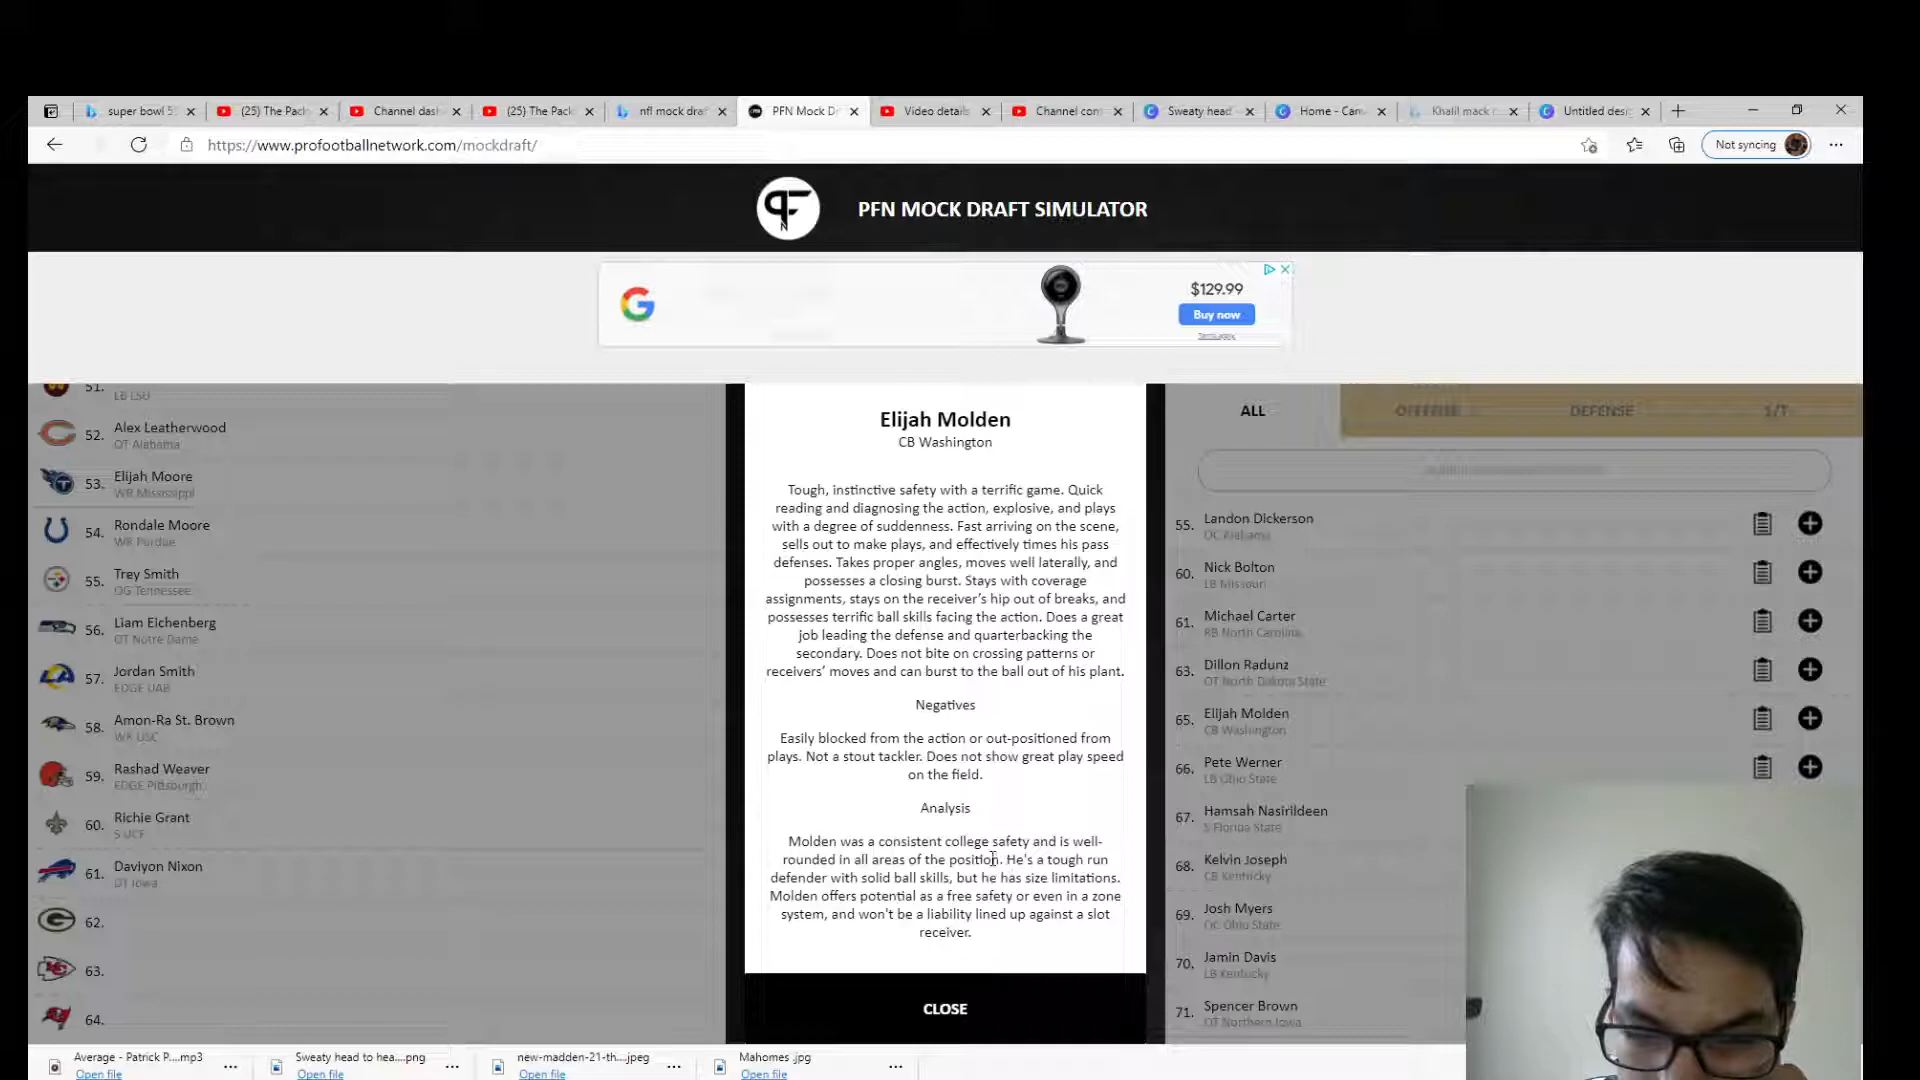 super bowl 5
(25) The Pack
Channel dash
(25) The Pack
nfl mock draf
PFN Mock Dr
Video details
Channel con
Sweaty head
Home - Canv
Khalil mack
Untitled desi
https://www.profootballnetwork.com/mockdraft/
Not syncing
PFN MOCK DRAFT SIMULATOR
$129.99
Buy now
51.
LB LSU
52. Alex Leatherwood
OT Alabama
53. Elijah Moore
WR Mississippi
54. Rondale Moore
WR Purdue
55. Trey Smith
OG Tennessee
56. Liam Eichenberg
OT Notre Dame
57. Jordan Smith
EDGE UAB
58. Amon-Ra St. Brown
WR USC
59. Rashad Weaver
EDGE Pittsburgh
60. Richie Grant
S UCF
61. Daviyon Nixon
DT Iowa
62.
63.
64.
Elijah Molden
CB Washington
Tough, instinctive safety with a terrific game. Quick
reading and diagnosing the action, explosive, and plays
with a degree of suddenness. Fast arriving on the scene,
sells out to make plays, and effectively times his pass
defenses. Takes proper angles, moves well laterally, and
possesses a closing burst. Stays with coverage
assignments, stays on the receiver's hip out of breaks, and
possesses terrific ball skills facing the action. Does a great
job leading the defense and quarterbacking the
secondary. Does not bite on crossing patterns or
receivers' moves and can burst to the ball out of his plant.
Negatives
Easily blocked from the action or out-positioned from
plays. Not a stout tackler. Does not show great play speed
on the field.
Analysis
Molden was a consistent college safety and is well-
rounded in all areas of the position. He's a tough run
defender with solid ball skills, but he has size limitations.
Molden offers potential as a free safety or even in a zone
system, and won't be a liability lined up against a slot
receiver.
CLOSE
ALL
OFFENSE
DEFENSE
S/T
55. Landon Dickerson
OC Alabama
60. Nick Bolton
LB Missouri
61. Michael Carter
RB North Carolina
63. Dillon Radunz
OT North Dakota State
65. Elijah Molden
CB Washington
66. Pete Werner
LB Ohio State
67. Hamsah Nasirildeen
S Florida State
68. Kelvin Joseph
CB Kentucky
69. Josh Myers
OC Ohio State
70. Jamin Davis
LB Kentucky
71. Spencer Brown
OT Northern Iowa
Average - Patrick P....mp3
Open file
Sweaty head to hea....png
Open file
new-madden-21-th....jpeg
Open file
Mahomes .jpg
Open file